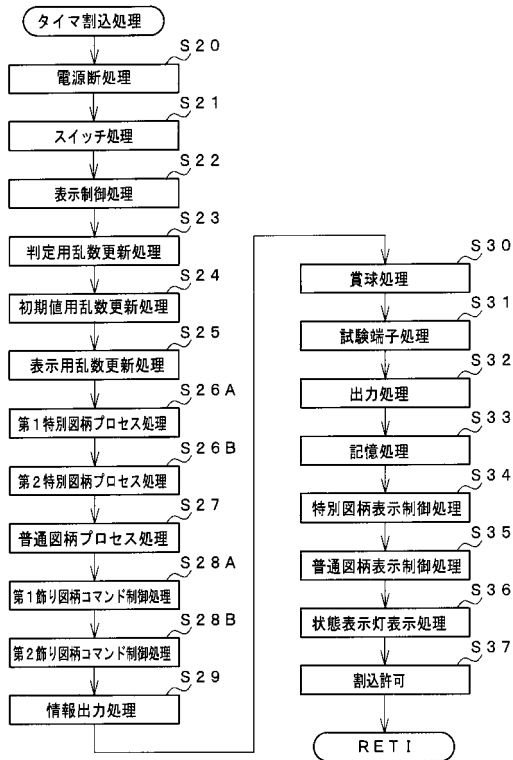 タイマ割込処理
S20
電源断処理
S21
スイッチ処理
S22
表示制御処理
S23
判定用乱数更新処理
S24
初期値用乱数更新処理
S25
表示用乱数更新処理
S26A
第1特別図柄プロセス処理
S26B
第2特別図柄プロセス処理
S27
普通図柄プロセス処理
S28A
第1飾り図柄コマンド制御処理
S28B
第2飾り図柄コマンド制御処理
S29
情報出力処理
S30
賞球処理
S31
試験端子処理
S32
出力処理
S33
記憶処理
S34
特別図柄表示制御処理
S35
普通図柄表示制御処理
S36
状態表示灯表示処理
S37
割込許可
RETI